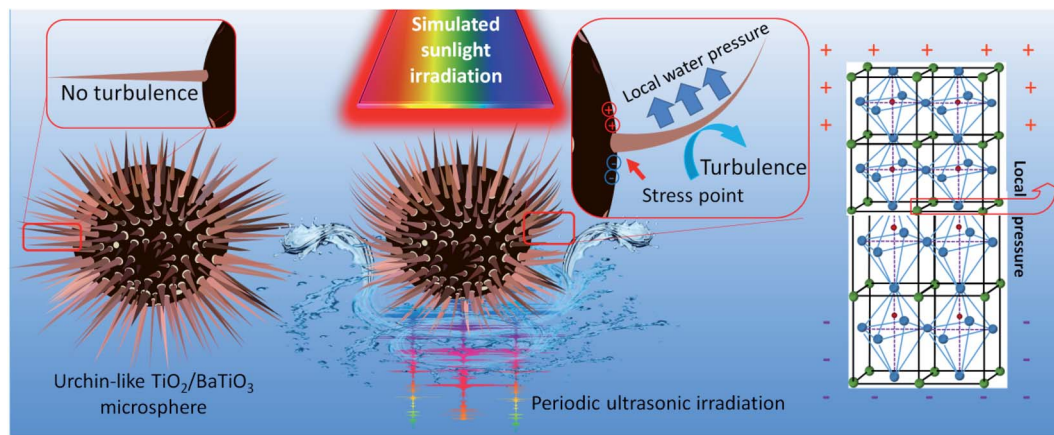 No turbulence
Urchin-like TiO₂/BaTiO₃
microsphere
Simulated
sunlight
irradiation
Periodic ultrasonic irradiation
Local water pressure
Turbulence
Stress point
+ +
- -
+ + + + +
+ +
+ +
Local pressure
- -
- -
- - - - -